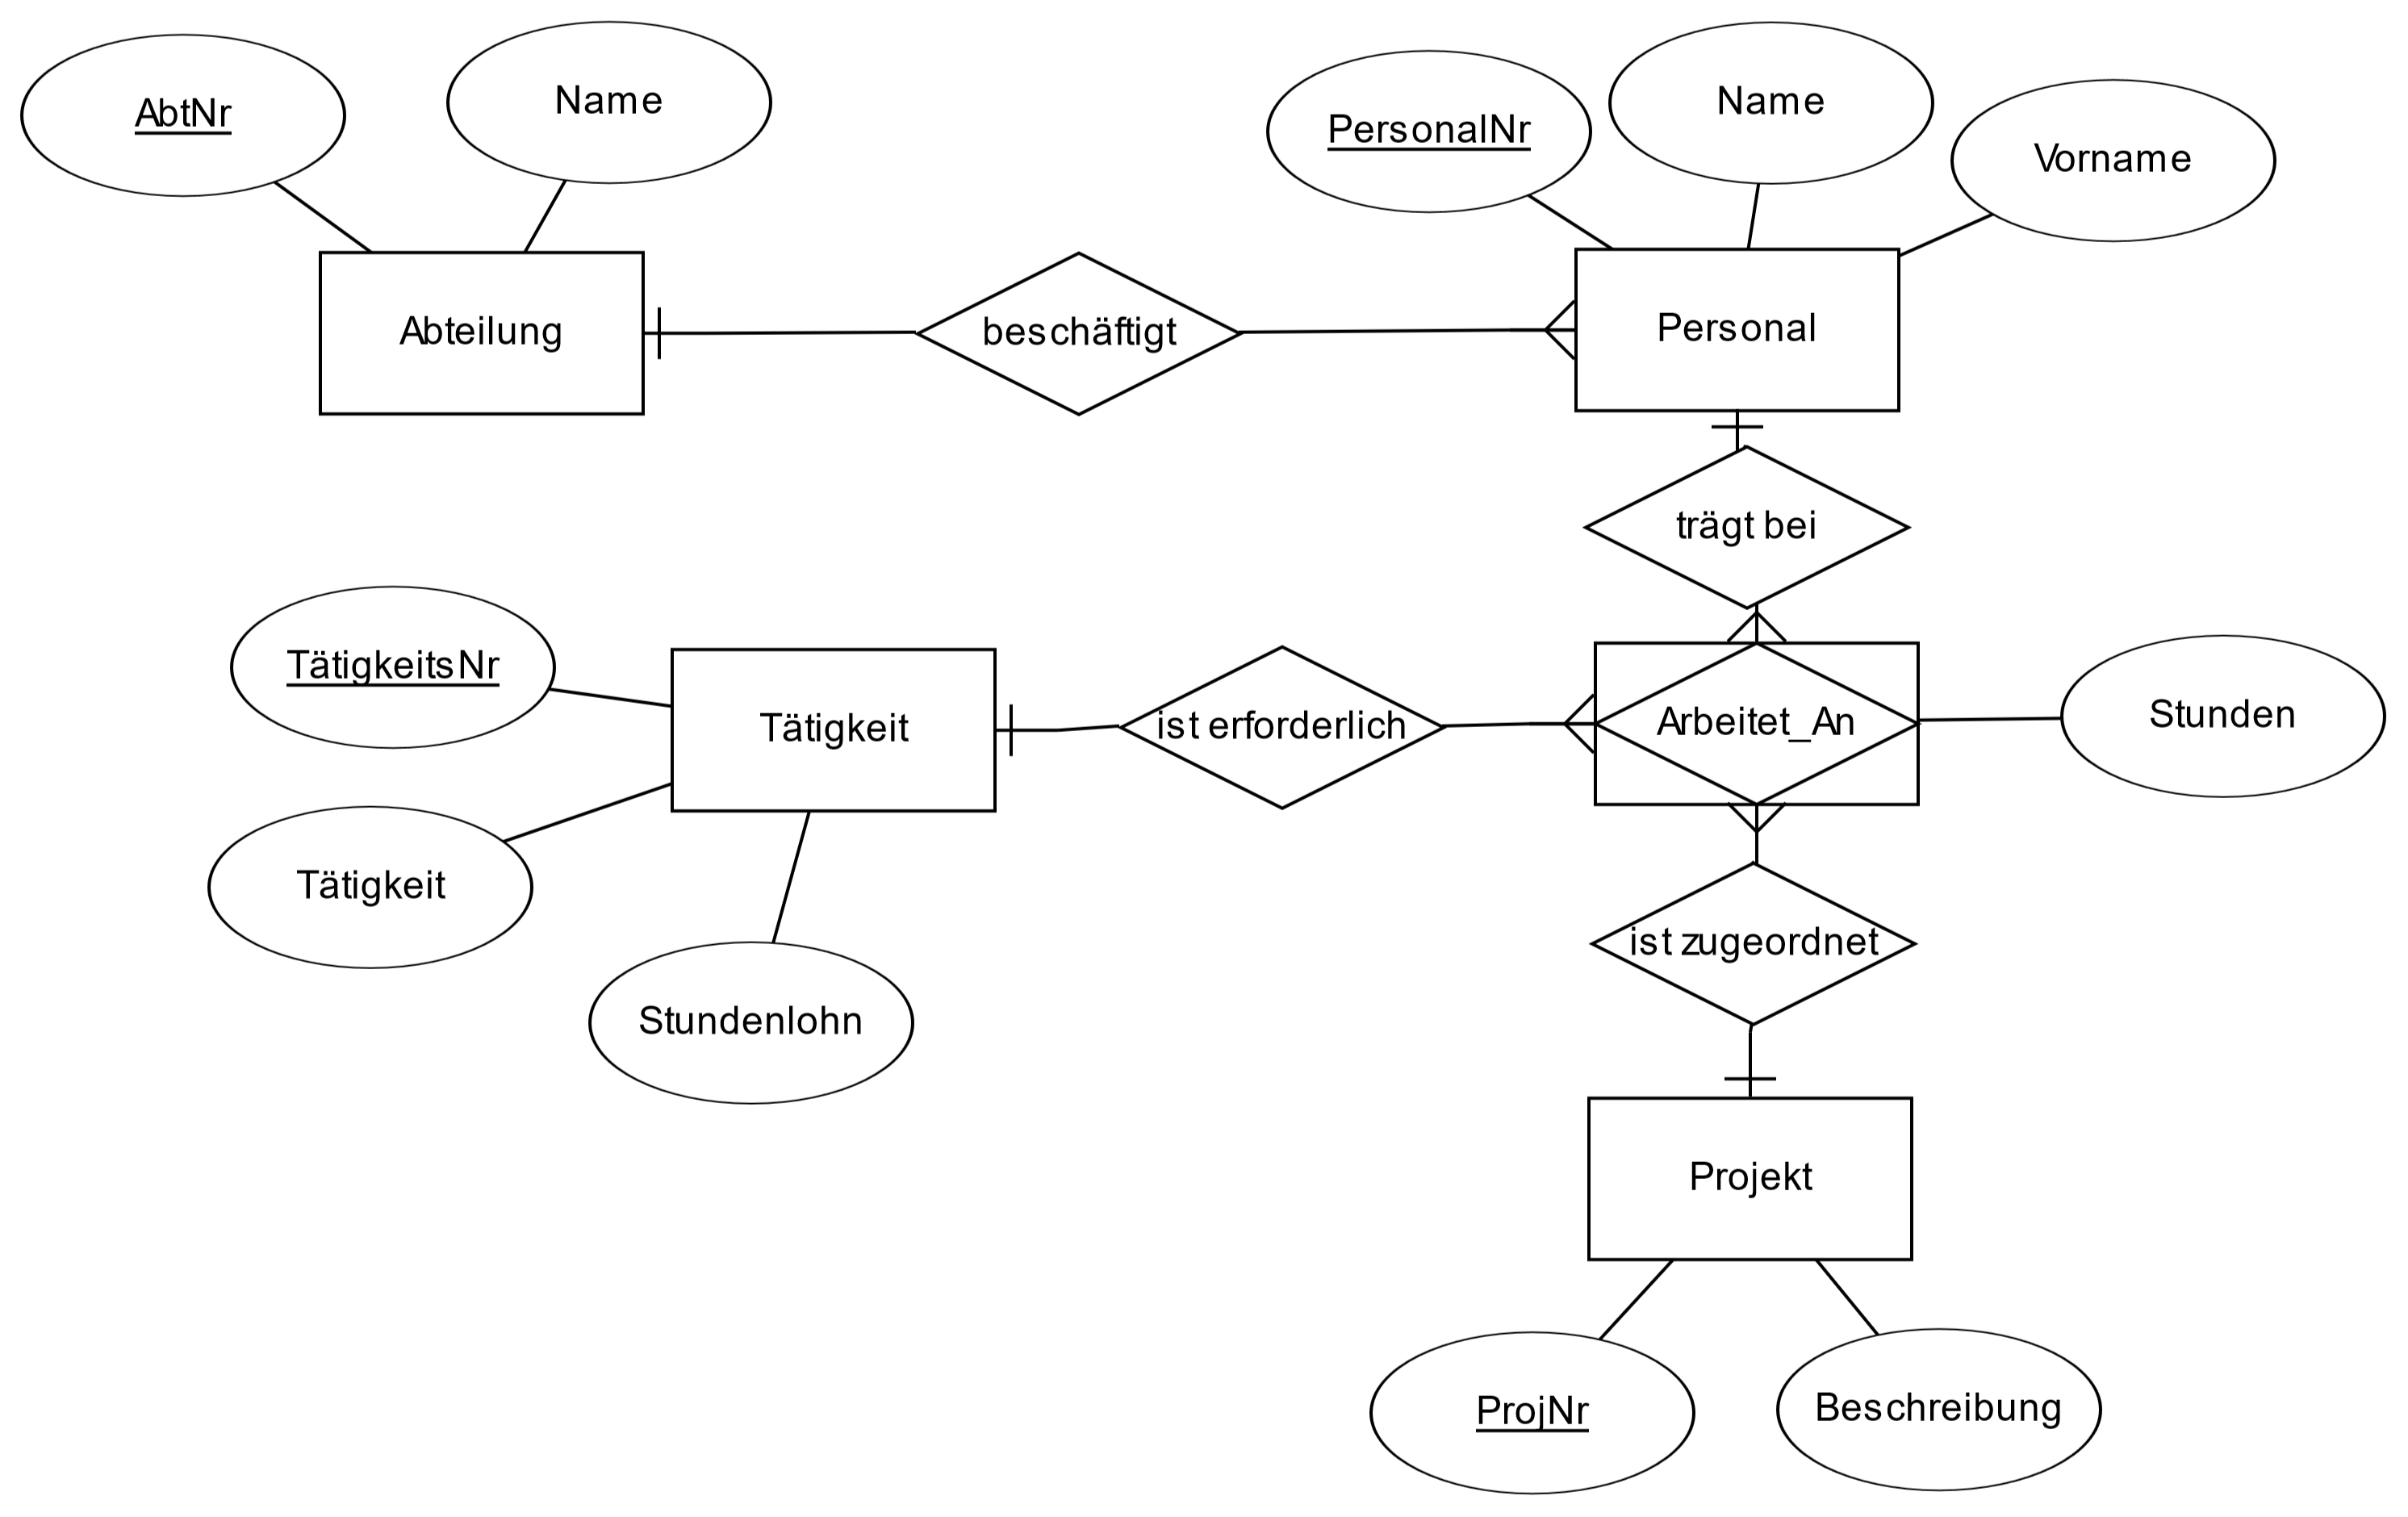 AbtNr
Name
PersonalNr
Name
Vorname
Abteilung
beschäftigt
Personal
trägt bei
TätigkeitsNr
Tätigkeit
ist erforderlich
Arbeitet_An
Stunden
Tätigkeit
Stundenlohn
ist zugeordnet
Projekt
ProjNr
Beschreibung